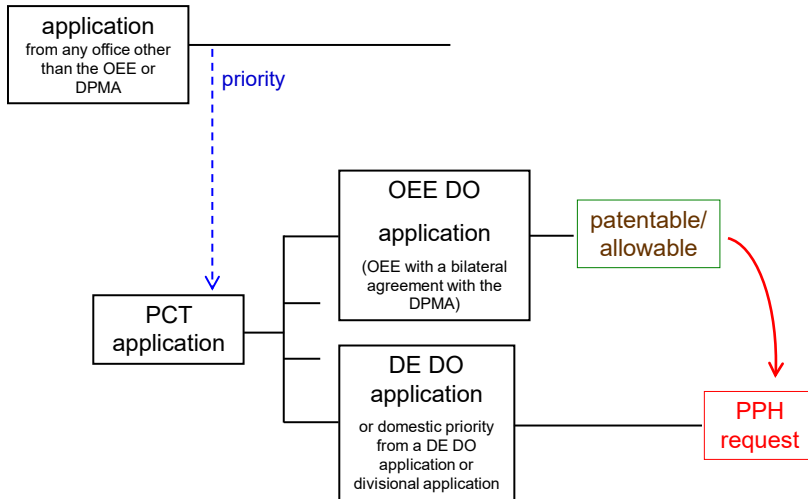 application
from any office other
than the OEE or
DPMA
priority
OEE DO
application
(OEE with a bilateral
agreement with the
DPMA)
patentable/
allowable
PCT
application
DE DO
application
or domestic priority
from a DE DO
application or
divisional application
PPH
request